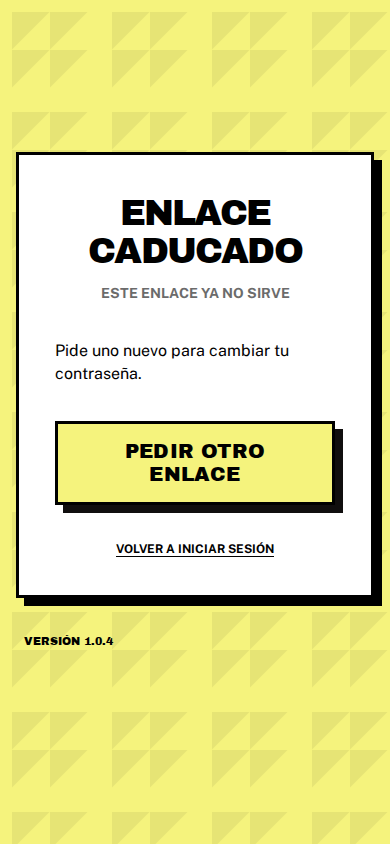 ENLACE
CADUCADO
ESTE ENLACE YA NO SIRVE
Pide uno nuevo para cambiar tu
contraseña.
PEDIR OTRO
ENLACE
VOLVER A INICIAR SESIÓN
VERSIÓN 1.0.4